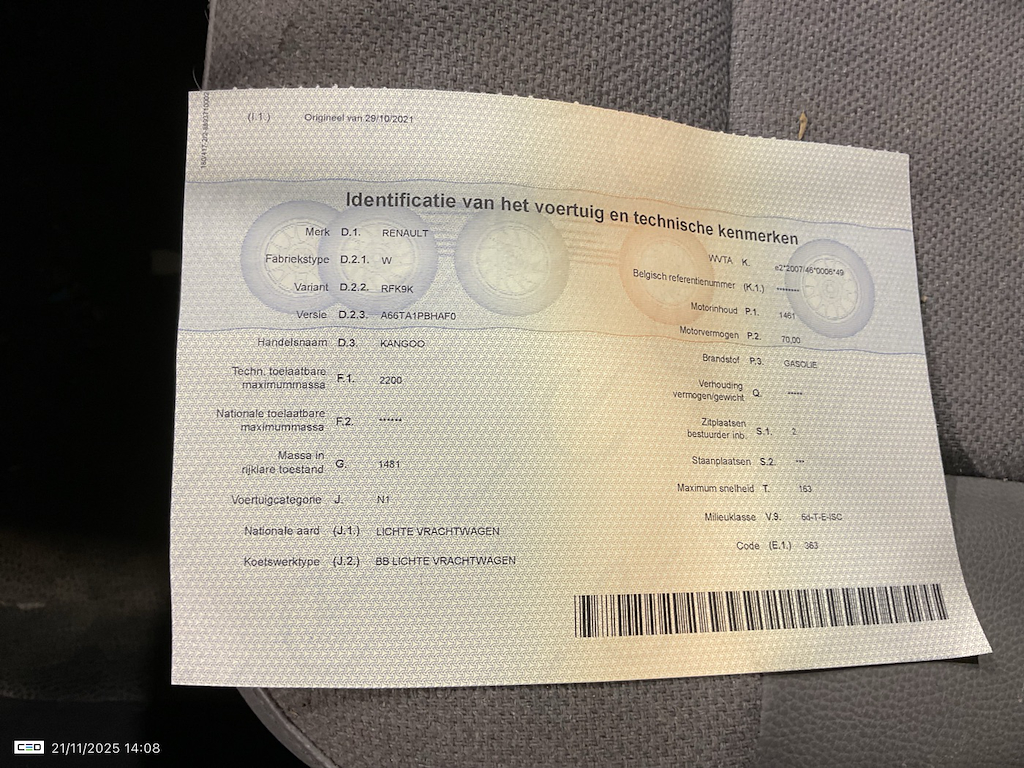 (I.1.) Origineel van 29/10/2021
Identificatie van het voertuig en technische kenmerken
Merk D.1. RENAULT
Fabriekstype D.2.1. W
Variant D.2.2. RFK9K
Versie D.2.3. A66TA1PBHAF0
Handelsnaam D.3. KANGOO
Techn. toelaatbare
maximummassa F.1. 2200
Nationale toelaatbare
maximummassa F.2. ******
Massa in
rijklare toestand G. 1481
Voertuigcategorie J. N1
Nationale aard (J.1.) LICHTE VRACHTWAGEN
Koetswerktype (J.2.) BB LICHTE VRACHTWAGEN
WVTA K. e2*2007/46*0006*49
Belgisch referentienummer (K.1.) ********
Motorinhoud P.1. 1461
Motorvermogen P.2. 70,00
Brandstof P.3. GASOLIE
Verhouding
vermogen/gewicht Q. *****
Zitplaatsen
bestuurder inb. S.1. 2
Staanplaatsen S.2. ***
Maximum snelheid T. 163
Milieuklasse V.9. 6d-T-E-ISC
Code (E.1.) 363
CED 21/11/2025 14:08